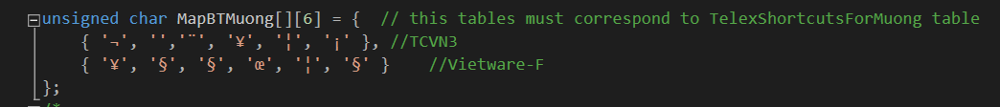 unsigned char MapBTMuong[][6] = {  // this tables must correspond to TelexShortcutsForMuong table
{ '¬', '','¨', '¥', '¦', '¡' }, //TCVN3
{ '¥', '§', '§', 'œ', '¦', '§' }    //Vietware-F
};